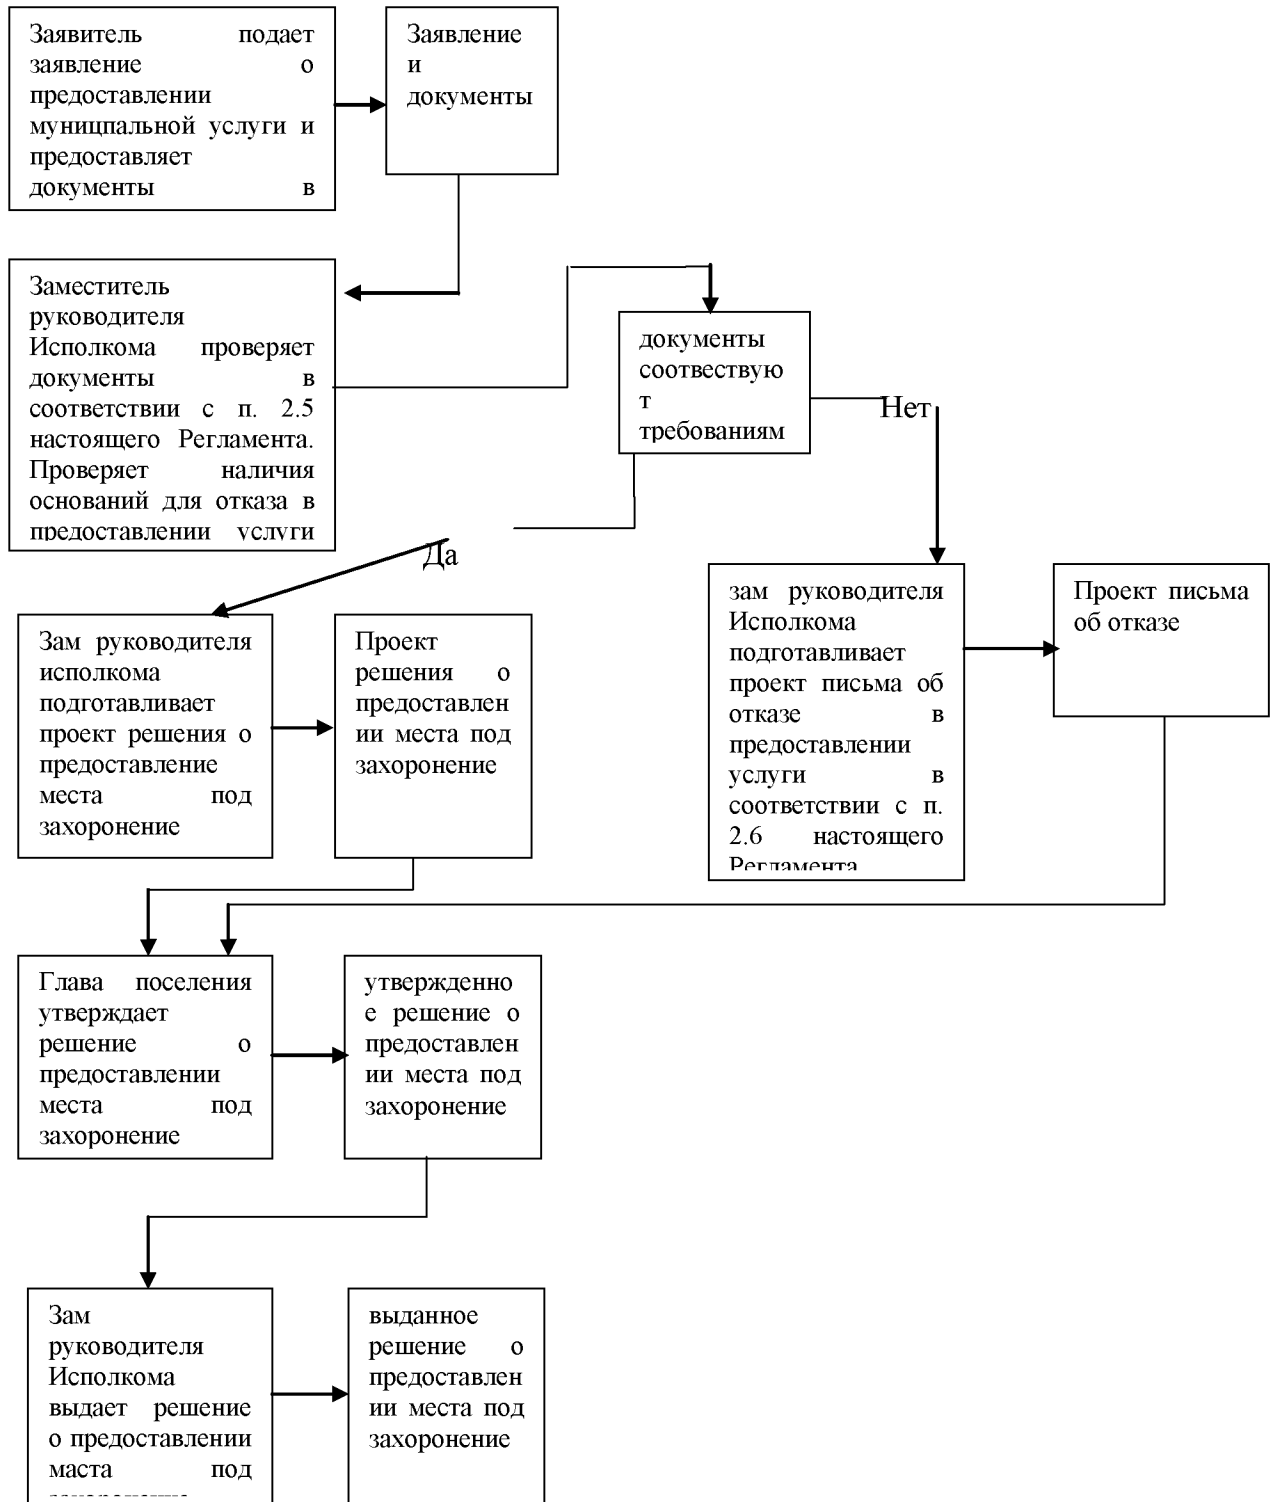 Заявитель подает
заявление о
предоставлении
муницпальной услуги и
предоставляет
документы в
Заявление
и
документы
Заместитель
руководителя
Исполкома проверяет
документы в
соответствии с п. 2.5
настоящего Регламента.
Проверяет наличия
оснований для отказа в
предоставлении услуги
документы
соотвествую
т
требованиям
Нет
Да
Зам руководителя
исполкома
подготавливает
проект решения о
предоставление
места под
захоронение
Проект
решения о
предоставлен
ии места под
захоронение
зам руководителя
Исполкома
подготавливает
проект письма об
отказе в
предоставлении
услуги в
соответствии с п.
2.6 настоящего
Регламента
Проект письма
об отказе
Глава поселения
утверждает
решение о
предоставлении
места под
захоронение
утвержденно
е решение о
предоставлен
ии места под
захоронение
Зам
руководителя
Исполкома
выдает решение
о предоставлении
маста под
выданное
решение о
предоставлен
ии места под
захоронение